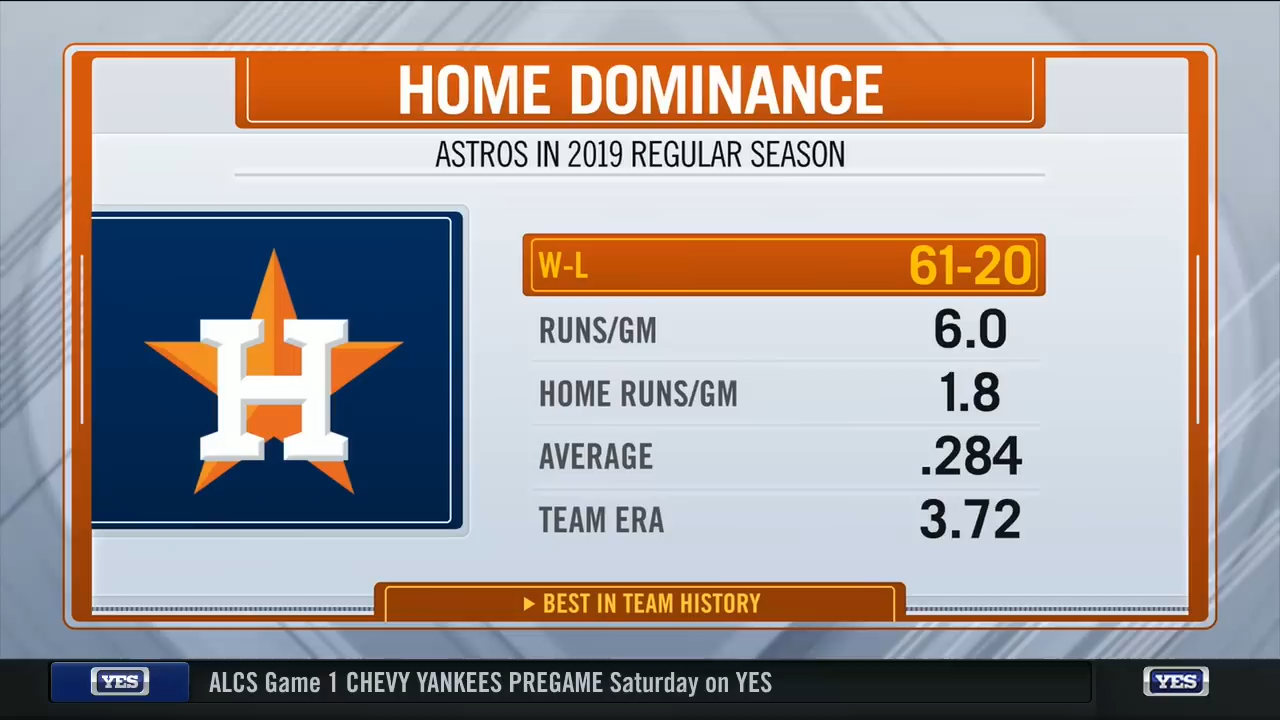 HOME DOMINANCE
ASTROS IN 2019 REGULAR SEASON
H
W-L 61-20
RUNS/GM 6.0
HOME RUNS/GM 1.8
AVERAGE .284
TEAM ERA 3.72
BEST IN TEAM HISTORY
YES ALCS Game 1 CHEVY YANKEES PREGAME Saturday on YES YES